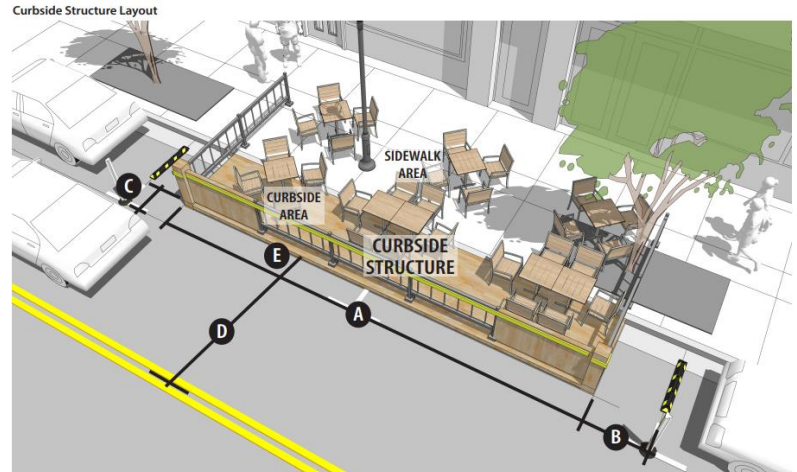 Curbside Structure Layout
SIDEWALK
AREA
C
CURBSIDE
AREA
CURBSIDE
STRUCTURE
E
A
D
B